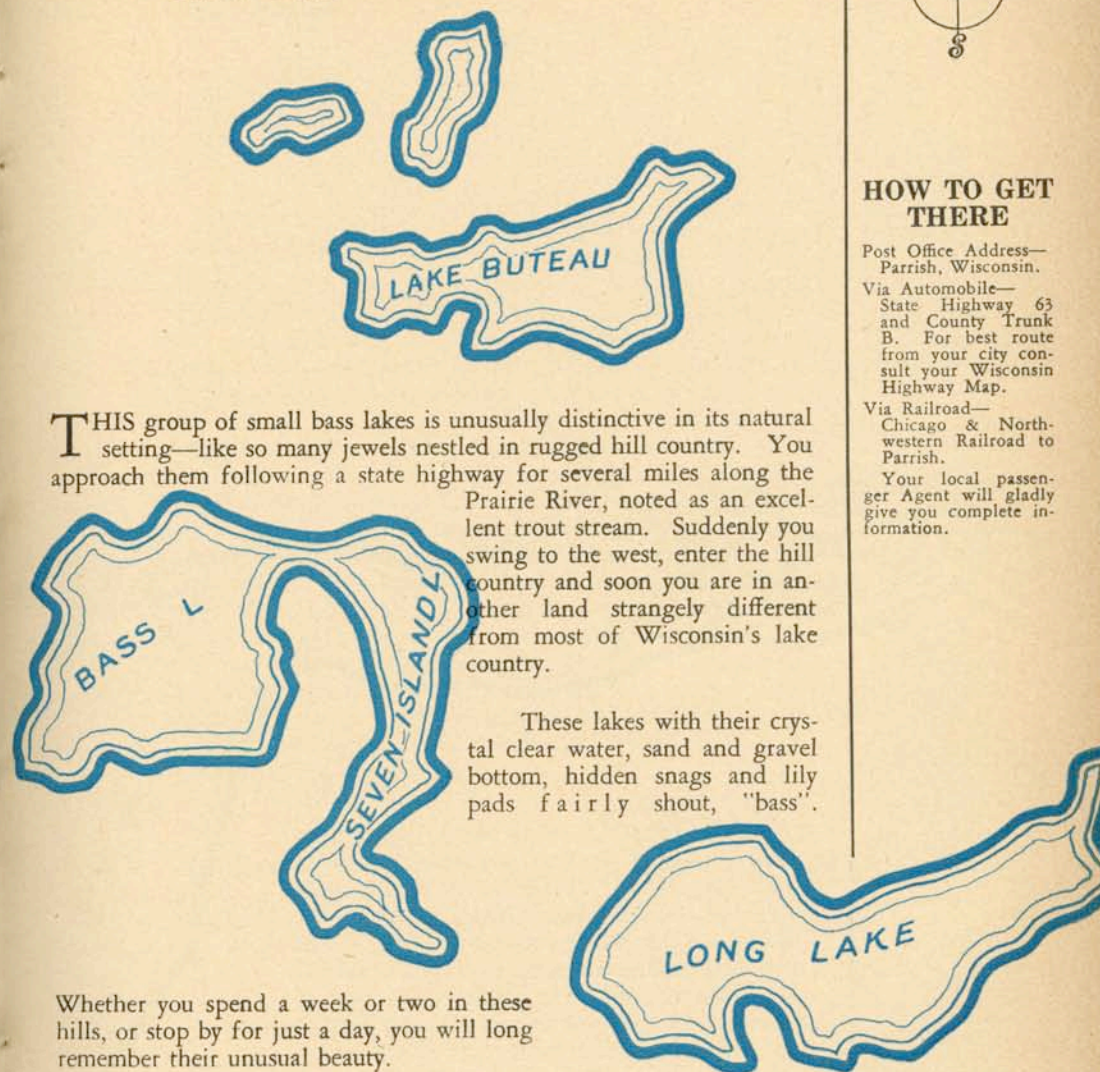 S
LAKE BUTEAU
THIS group of small bass lakes is unusually distinctive in its natural
setting—like so many jewels nestled in rugged hill country. You
approach them following a state highway for several miles along the
Prairie River, noted as an excel-
lent trout stream. Suddenly you
swing to the west, enter the hill
country and soon you are in an-
other land strangely different
from most of Wisconsin's lake
country.
BASS L
SEVEN ISLAND L
These lakes with their crys-
tal clear water, sand and gravel
bottom, hidden snags and lily
pads fairly shout, "bass".
LONG LAKE
Whether you spend a week or two in these
hills, or stop by for just a day, you will long
remember their unusual beauty.
HOW TO GET
THERE
Post Office Address—
Parrish, Wisconsin.
Via Automobile—
State Highway 63
and County Trunk
B. For best route
from your city con-
sult your Wisconsin
Highway Map.
Via Railroad—
Chicago & North-
western Railroad to
Parrish.
Your local passen-
ger Agent will gladly
give you complete in-
formation.